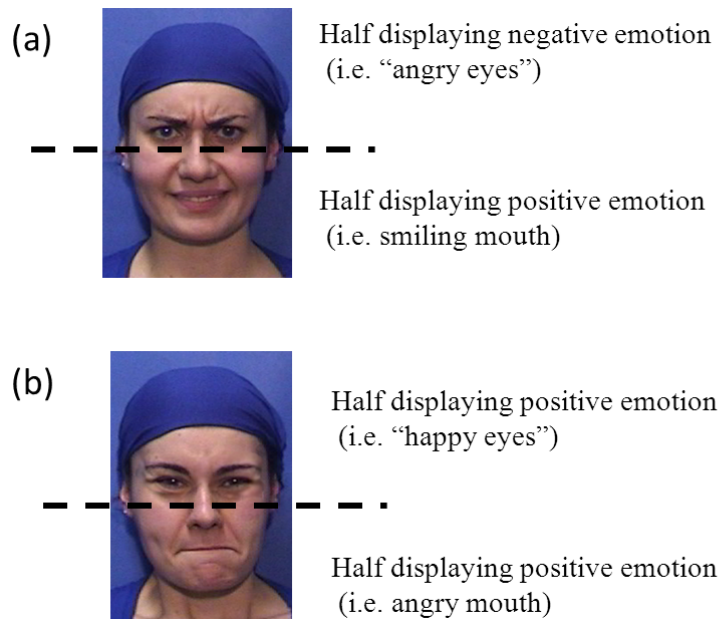 (a)
Half displaying negative emotion
(i.e. “angry eyes”)
Half displaying positive emotion
(i.e. smiling mouth)
(b)
Half displaying positive emotion
(i.e. “happy eyes”)
Half displaying positive emotion
(i.e. angry mouth)